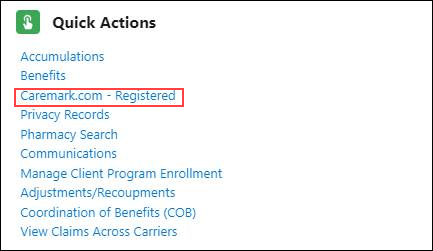 Quick Actions
Accumulations
Benefits
Caremark.com - Registered
Privacy Records
Pharmacy Search
Communications
Manage Client Program Enrollment
Adjustments/Recoupments
Coordination of Benefits (COB)
View Claims Across Carriers